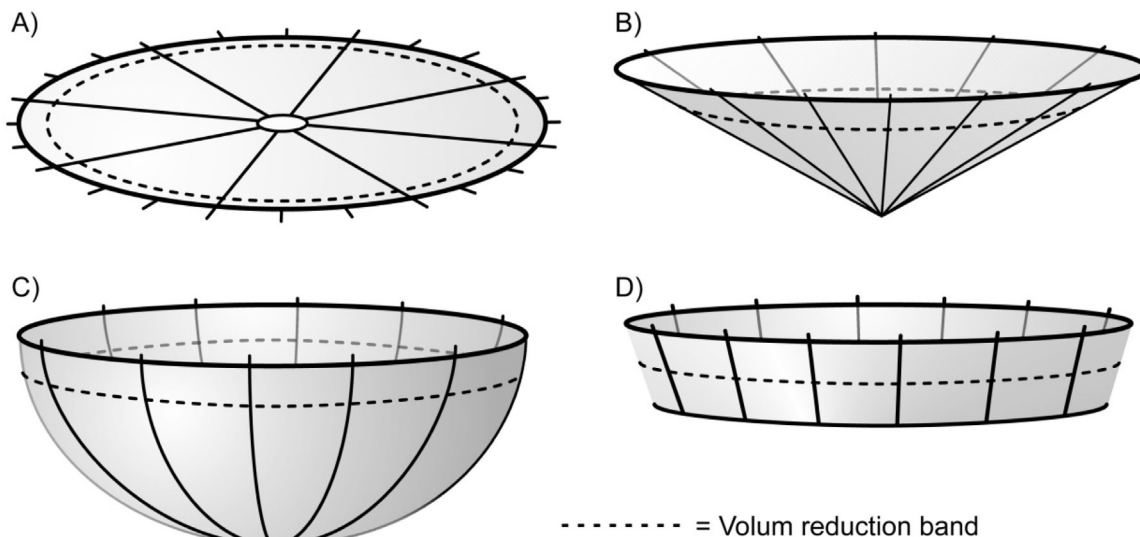 A)
B)
C)
D)
= Volum reduction band